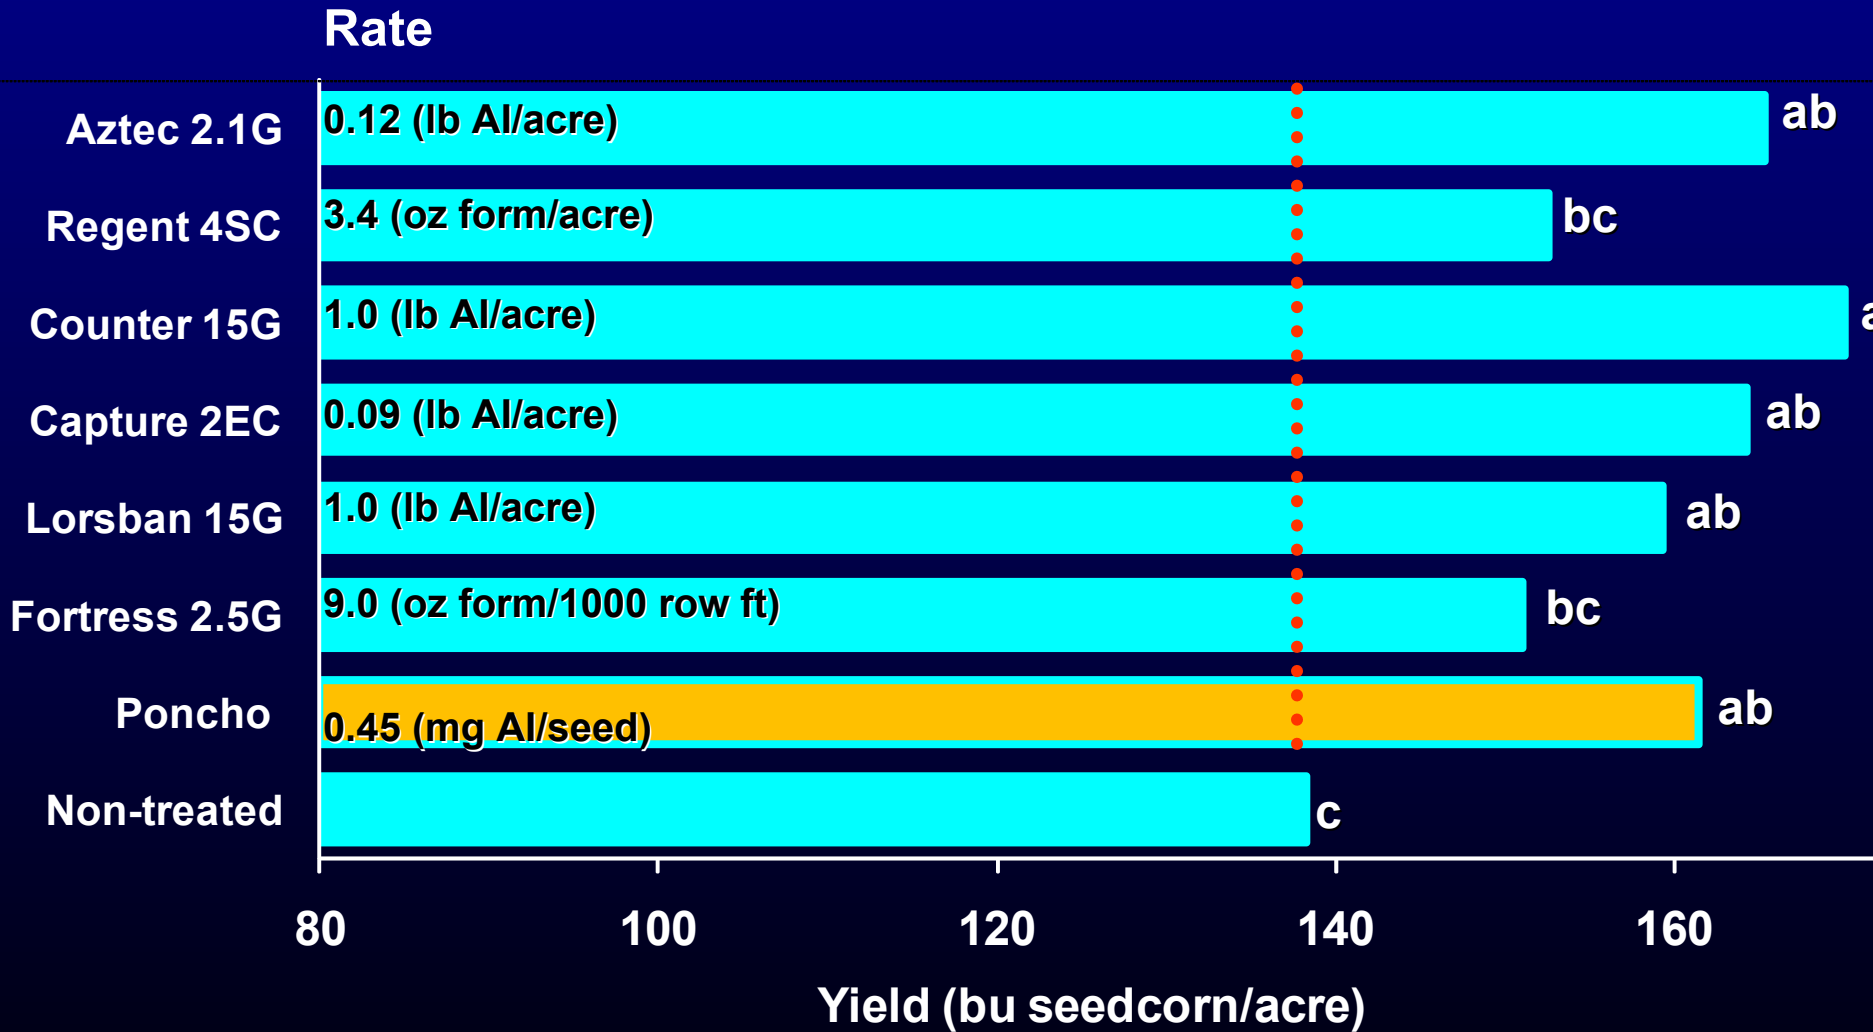 Rate
Aztec 2.1G 0.12 (lb AI/acre) ab
Regent 4SC 3.4 (oz form/acre) bc
Counter 15G 1.0 (lb AI/acre) a
Capture 2EC 0.09 (lb AI/acre) ab
Lorsban 15G 1.0 (lb AI/acre) ab
Fortress 2.5G 9.0 (oz form/1000 row ft) bc
Poncho 0.45 (mg AI/seed) ab
Non-treated c
80 100 120 140 160
Yield (bu seedcorn/acre)